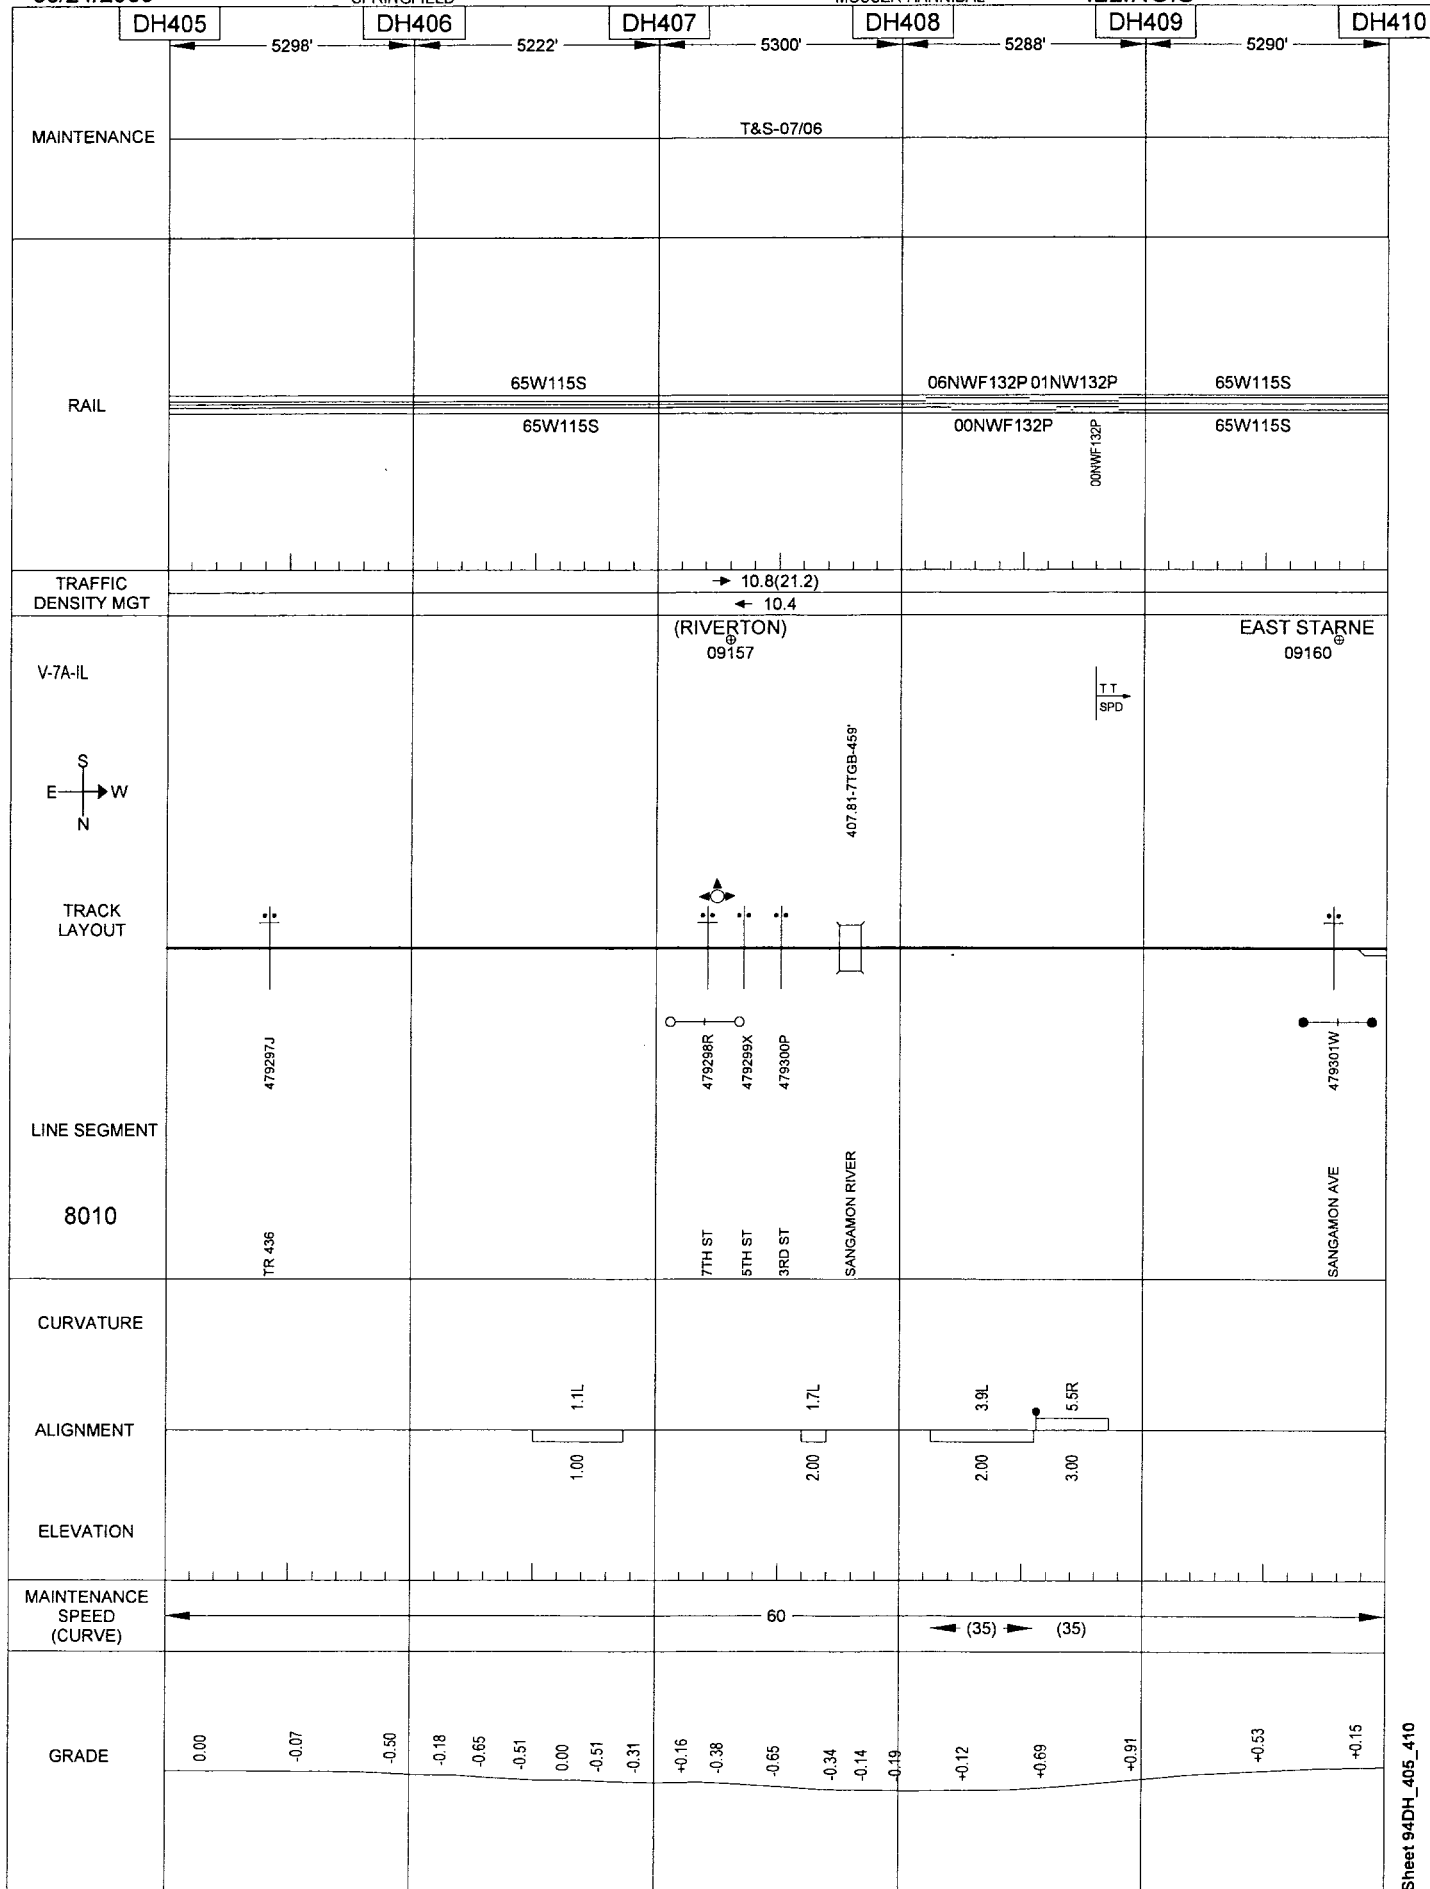 DH405 DH406 DH407 DH408 DH409 DH410
5298' 5222' 5300' 5288' 5290'
MAINTENANCE
T&S-07/06
RAIL
65W115S 06NWF132P 01NW132P 65W115S
65W115S 00NWF132P 65W115S
00NWF132P
TRAFFIC
DENSITY MGT
10.8(21.2)
10.4
(RIVERTON) EAST STARNE
09157 09160
V-7A-IL
T T
SPD
S
E W
N
407.81-7TGB-459'
TRACK
LAYOUT
479297J 479298R 479299X 479300P 479301W
LINE SEGMENT
8010
TR 436 7TH ST 5TH ST 3RD ST SANGAMON RIVER SANGAMON AVE
CURVATURE
1.1L 1.7L 3.9L 5.5R
ALIGNMENT
1.00 2.00 2.00 3.00
ELEVATION
MAINTENANCE
SPEED
(CURVE)
60
(35) (35)
GRADE
0.00 -0.07 -0.50 -0.18 -0.65 -0.51 0.00 -0.51 -0.31 +0.16 -0.38 -0.65 -0.34 -0.14 -0.19 +0.12 +0.69 +0.91 +0.53 +0.15
Sheet 94DH_405_410